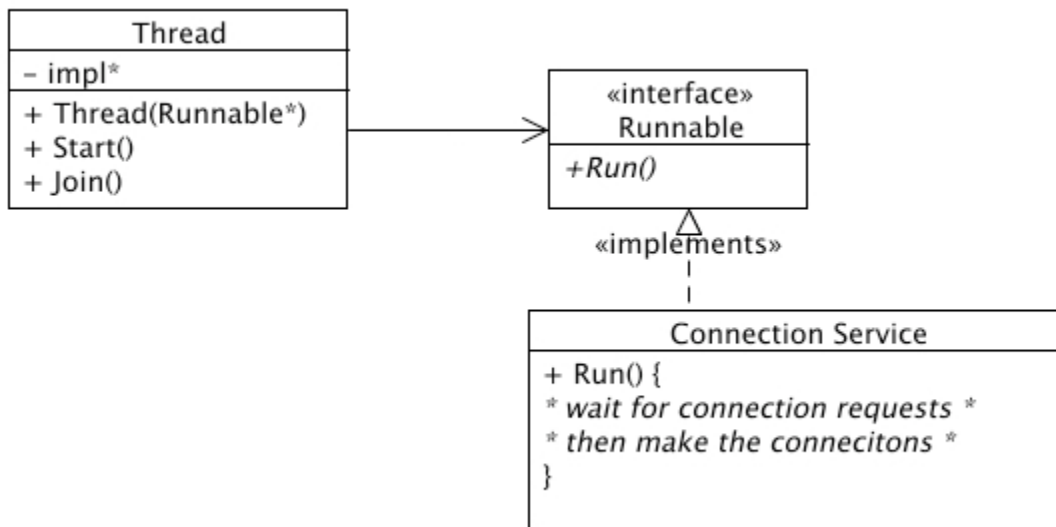 Thread
– impl*
+ Thread(Runnable*)
+ Start()
+ Join()
«interface»
Runnable
+Run()
«implements»
Connection Service
+ Run() {
* wait for connection requests *
* then make the connecitons *
}